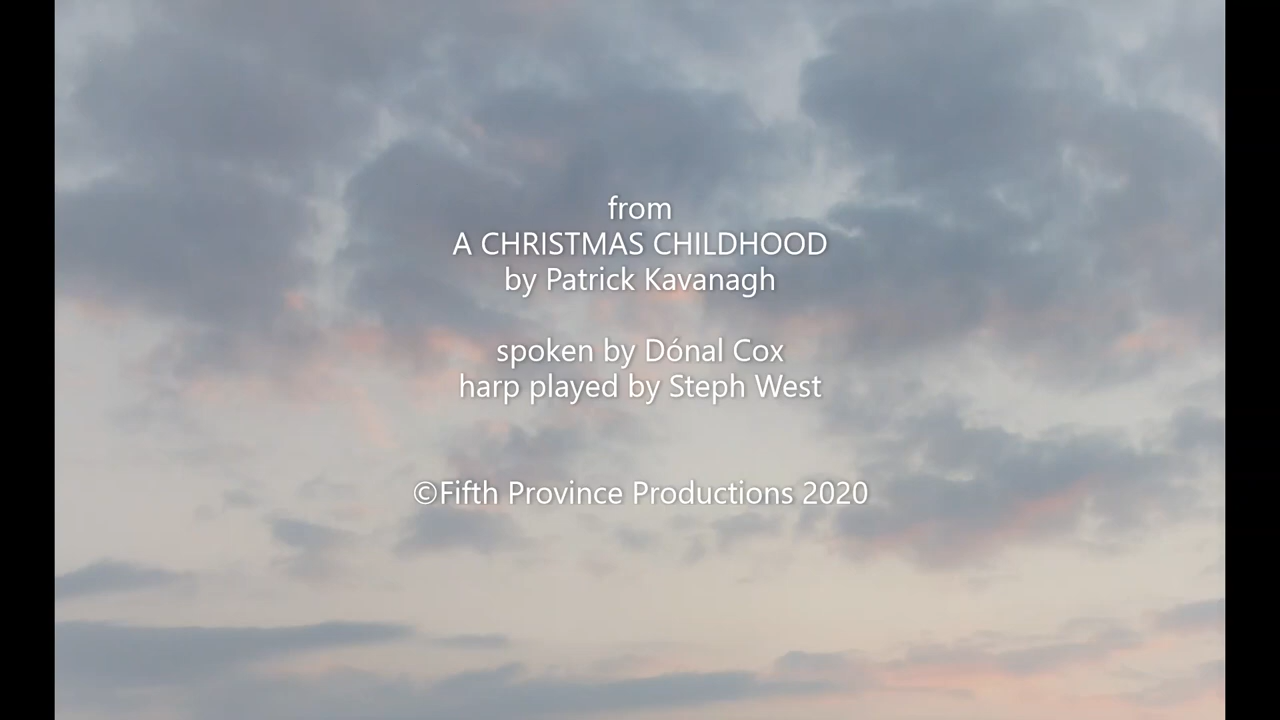 from
A CHRISTMAS CHILDHOOD
by Patrick Kavanagh
spoken by Dónal Cox
harp played by Steph West
©Fifth Province Productions 2020